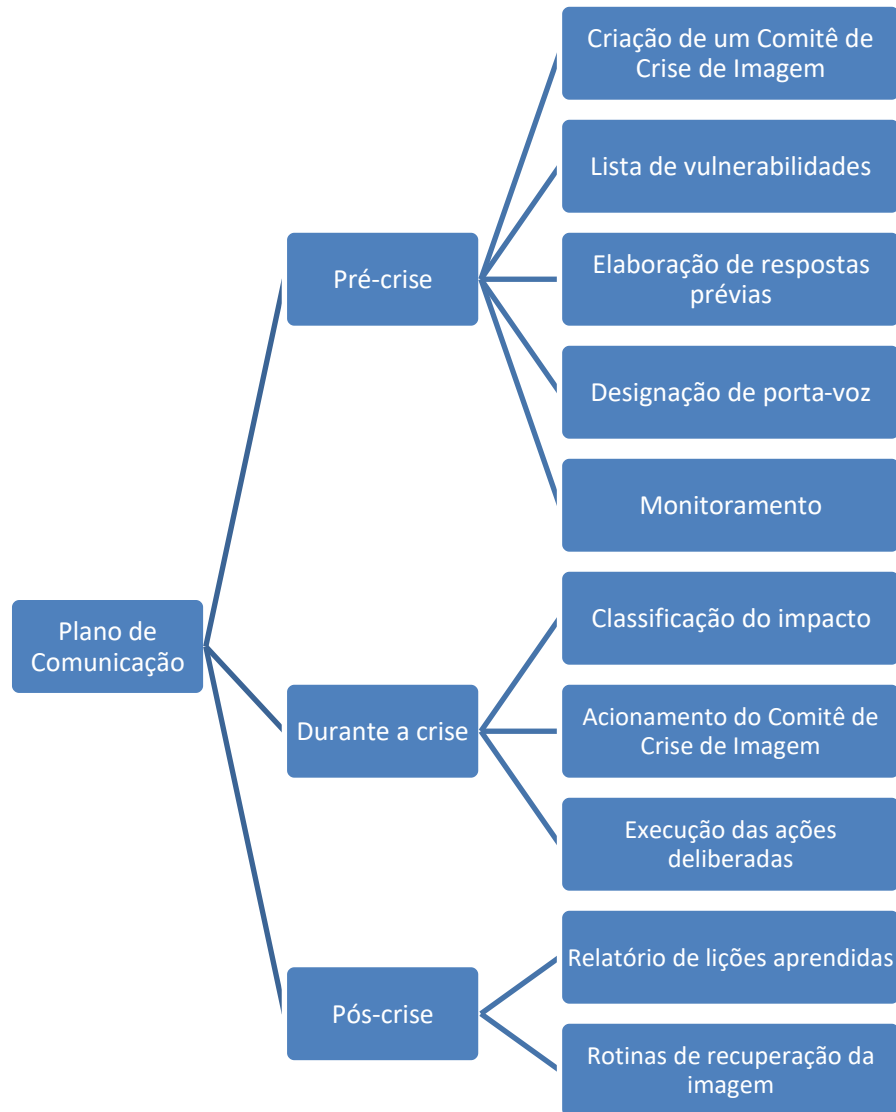 Plano de
Comunicação
Pré-crise
Criação de um Comitê de
Crise de Imagem
Lista de vulnerabilidades
Elaboração de respostas
prévias
Designação de porta-voz
Monitoramento
Durante a crise
Classificação do impacto
Acionamento do Comitê de
Crise de Imagem
Execução das ações
deliberadas
Pós-crise
Relatório de lições aprendidas
Rotinas de recuperação da
imagem